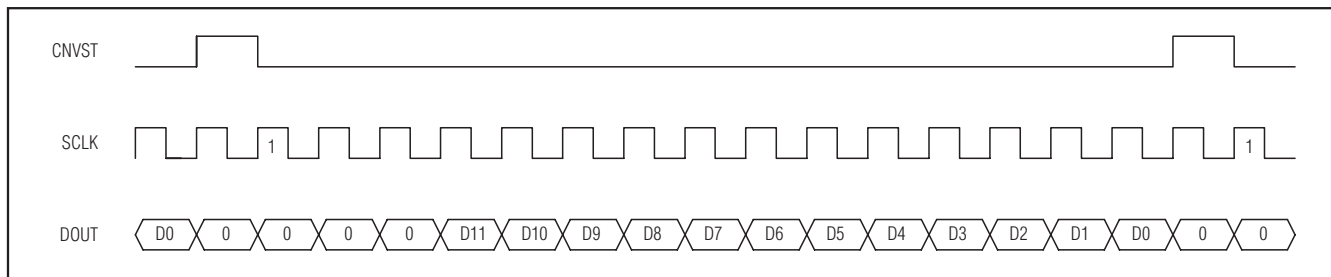 CNVST
SCLK 1 1
DOUT D0 0 0 0 0 D11 D10 D9 D8 D7 D6 D5 D4 D3 D2 D1 D0 0 0